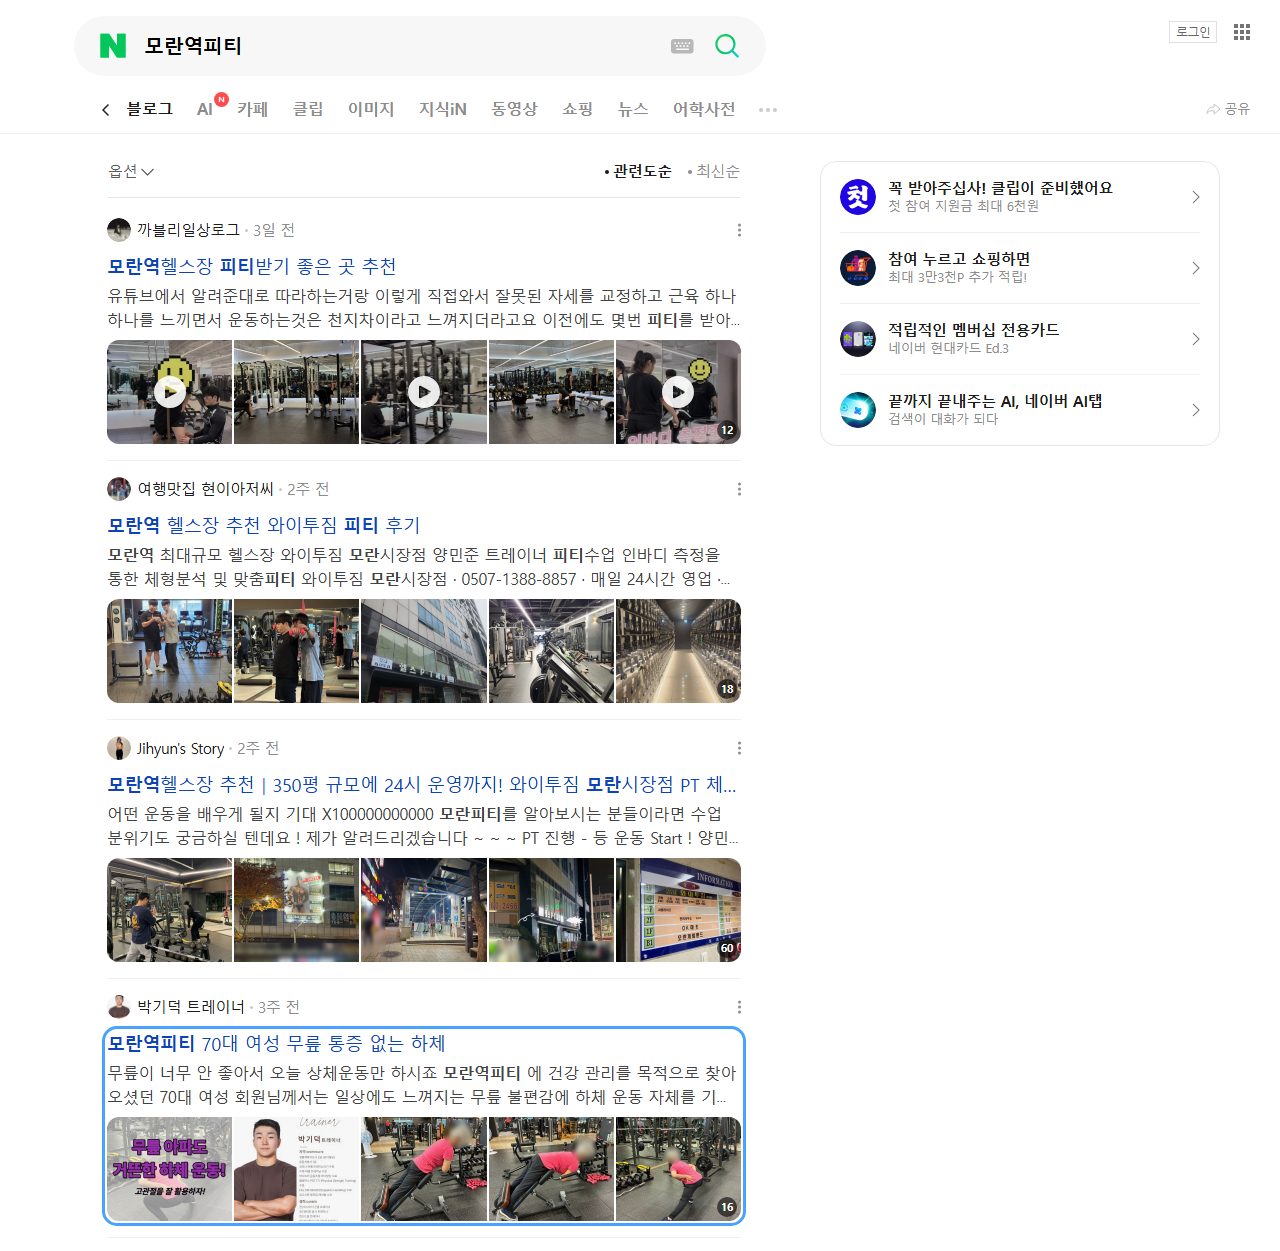 모란역피티
로그인
블로그 AI N 카페 클립 이미지 지식iN 동영상 쇼핑 뉴스 어학사전
공유
옵션
관련도순 최신순
까블리일상로그 · 3일 전
모란역헬스장 피티받기 좋은 곳 추천
유튜브에서 알려준대로 따라하는거랑 이렇게 직접와서 잘못된 자세를 교정하고 근육 하나
하나를 느끼면서 운동하는것은 천지차이라고 느껴지더라고요 이전에도 몇번 피티를 받아...
12
여행맛집 현이아저씨 · 2주 전
모란역 헬스장 추천 와이투짐 피티 후기
모란역 최대규모 헬스장 와이투짐 모란시장점 양민준 트레이너 피티수업 인바디 측정을
통한 체형분석 및 맞춤피티 와이투짐 모란시장점 · 0507-1388-8857 · 매일 24시간 영업 ·...
18
Jihyun's Story · 2주 전
모란역헬스장 추천 | 350평 규모에 24시 운영까지! 와이투짐 모란시장점 PT 체...
어떤 운동을 배우게 될지 기대 X100000000000 모란피티를 알아보시는 분들이라면 수업
분위기도 궁금하실 텐데요 ! 제가 알려드리겠습니다 ~ ~ ~ PT 진행 - 등 운동 Start ! 양민...
INFORMATION
60
박기덕 트레이너 · 3주 전
모란역피티 70대 여성 무릎 통증 없는 하체
무릎이 너무 안 좋아서 오늘 상체운동만 하시죠 모란역피티 에 건강 관리를 목적으로 찾아
오셨던 70대 여성 회원님께서는 일상에도 느껴지는 무릎 불편감에 하체 운동 자체를 기...
무릎 아파도
거뜬한 하체 운동!
고관절을 잘 활용하자!
trainer
박기덕 트레이너
16
꼭 받아주십사! 클립이 준비했어요
첫 참여 지원금 최대 6천원
첫
참여 누르고 쇼핑하면
최대 3만3천P 추가 적립!
적립적인 멤버십 전용카드
네이버 현대카드 Ed.3
끝까지 끝내주는 AI, 네이버 AI탭
검색이 대화가 되다